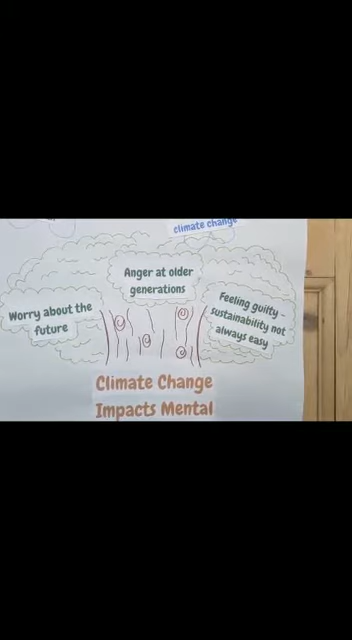 climate change
Anger at older
generations
Worry about the
future
Feeling guilty -
sustainability not
always easy
Climate Change
Impacts Mental